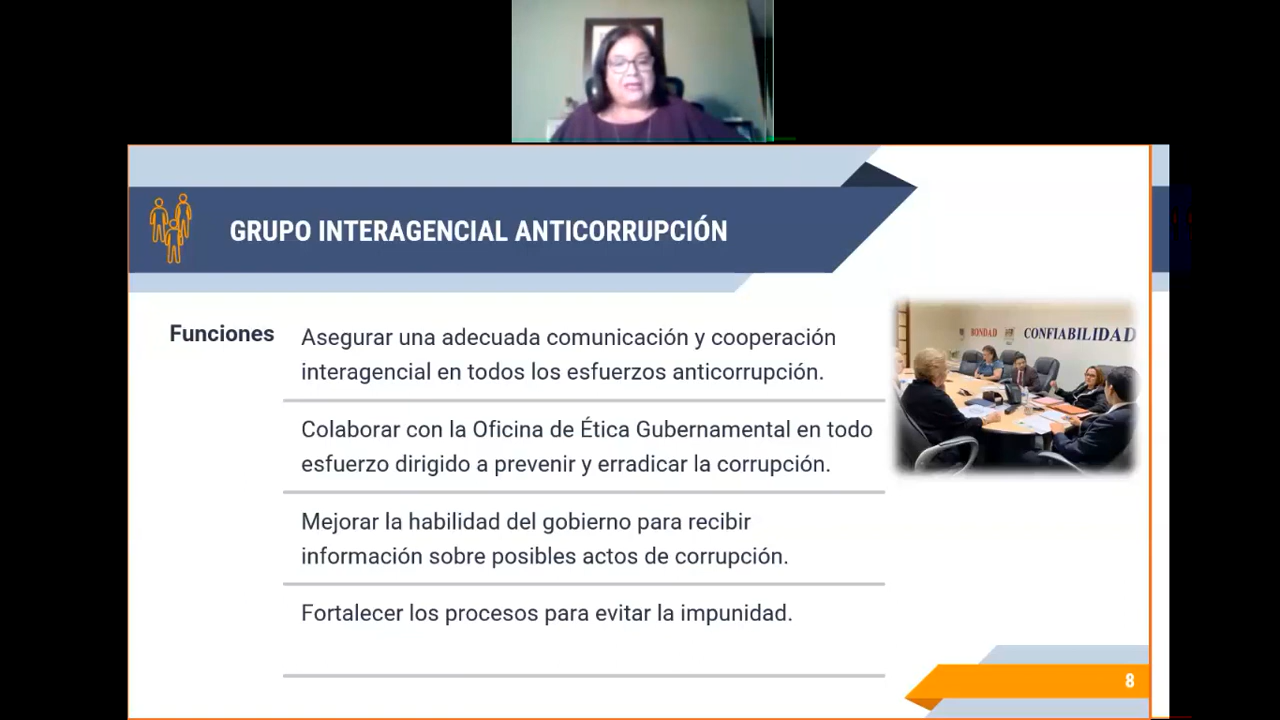 GRUPO INTERAGENCIAL ANTICORRUPCIÓN
Funciones
Asegurar una adecuada comunicación y cooperación
interagencial en todos los esfuerzos anticorrupción.
Colaborar con la Oficina de Ética Gubernamental en todo
esfuerzo dirigido a prevenir y erradicar la corrupción.
Mejorar la habilidad del gobierno para recibir
información sobre posibles actos de corrupción.
Fortalecer los procesos para evitar la impunidad.
BONDAD
CONFIABILIDAD
8